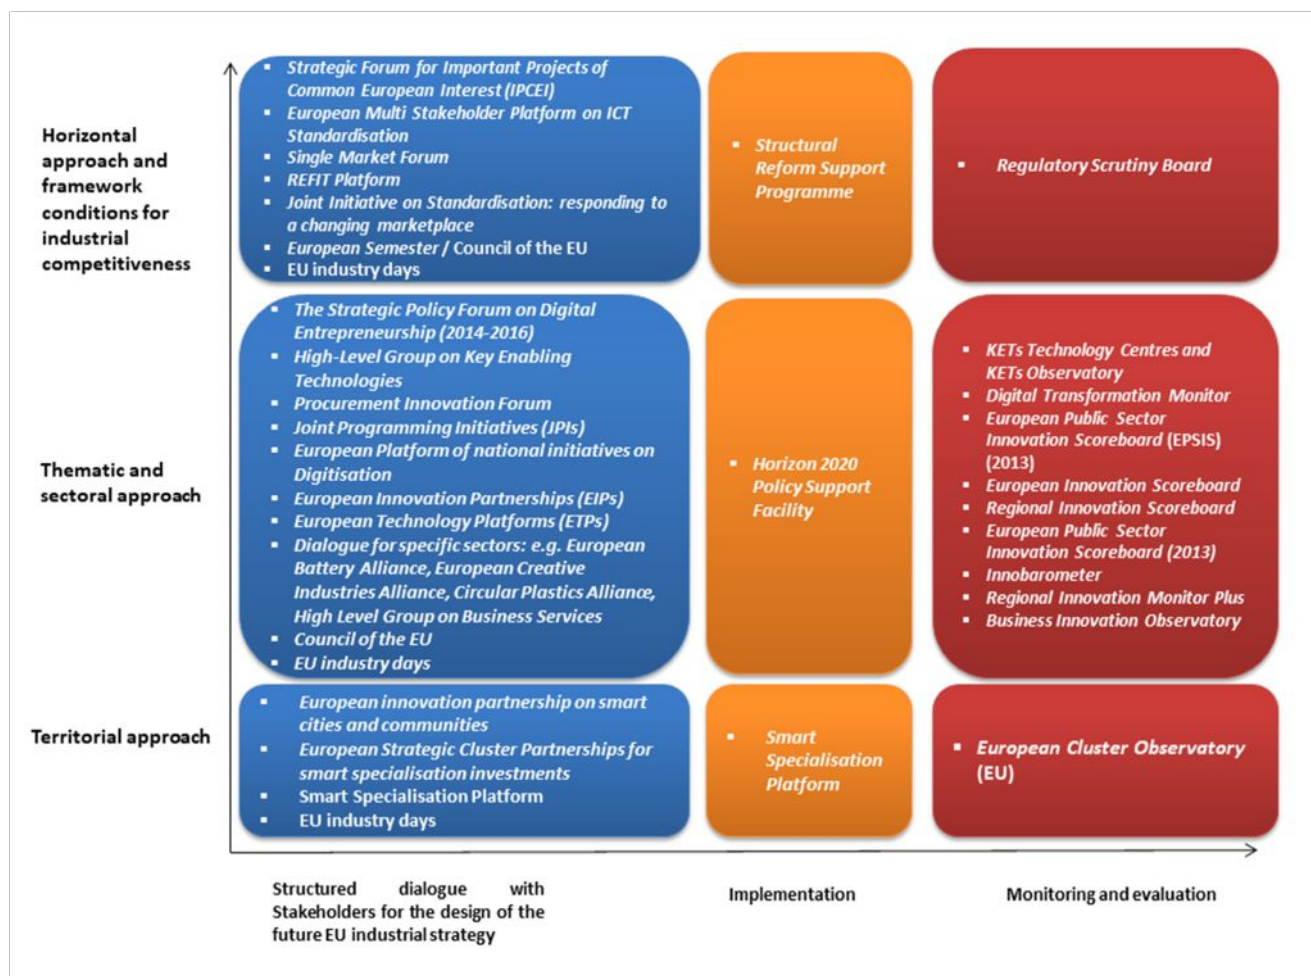 Horizontal
approach and
framework
conditions for
industrial
competitiveness
▪ Strategic Forum for Important Projects of
Common European Interest (IPCEI)
▪ European Multi Stakeholder Platform on ICT
Standardisation
▪ Single Market Forum
▪ REFIT Platform
▪ Joint Initiative on Standardisation: responding to
a changing marketplace
▪ European Semester / Council of the EU
▪ EU industry days
▪ Structural
Reform Support
Programme
▪ Regulatory Scrutiny Board
Thematic and
sectoral approach
▪ The Strategic Policy Forum on Digital
Entrepreneurship (2014-2016)
▪ High-Level Group on Key Enabling
Technologies
▪ Procurement Innovation Forum
▪ Joint Programming Initiatives (JPIs)
▪ European Platform of national initiatives on
Digitisation
▪ European Innovation Partnerships (EIPs)
▪ European Technology Platforms (ETPs)
▪ Dialogue for specific sectors: e.g. European
Battery Alliance, European Creative
Industries Alliance, Circular Plastics Alliance,
High Level Group on Business Services
▪ Council of the EU
▪ EU industry days
▪ Horizon 2020
Policy Support
Facility
▪ KETs Technology Centres and
KETs Observatory
▪ Digital Transformation Monitor
▪ European Public Sector
Innovation Scoreboard (EPSIS)
(2013)
▪ European Innovation Scoreboard
▪ Regional Innovation Scoreboard
▪ European Public Sector
Innovation Scoreboard (2013)
▪ Innobarometer
▪ Regional Innovation Monitor Plus
▪ Business Innovation Observatory
Territorial approach
▪ European innovation partnership on smart
cities and communities
▪ European Strategic Cluster Partnerships for
smart specialisation investments
▪ Smart Specialisation Platform
▪ EU industry days
▪ Smart
Specialisation
Platform
▪ European Cluster Observatory
(EU)
Structured dialogue with
Stakeholders for the design of the
future EU industrial strategy
Implementation
Monitoring and evaluation